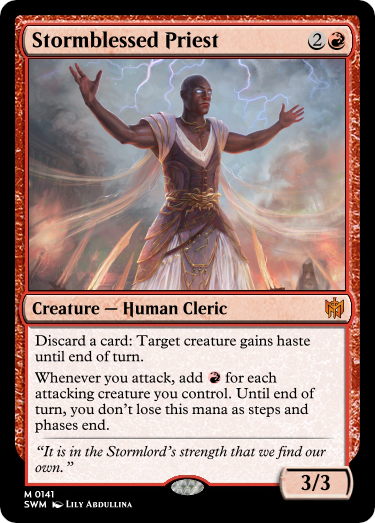 Stormblessed Priest
2
Creature — Human Cleric
Discard a card: Target creature gains haste
until end of turn.
Whenever you attack, add for each
attacking creature you control. Until end of
turn, you don't lose this mana as steps and
phases end.
“It is in the Stormlord's strength that we find our
own.”
3/3
M 0141
SWM Lily Abdullina